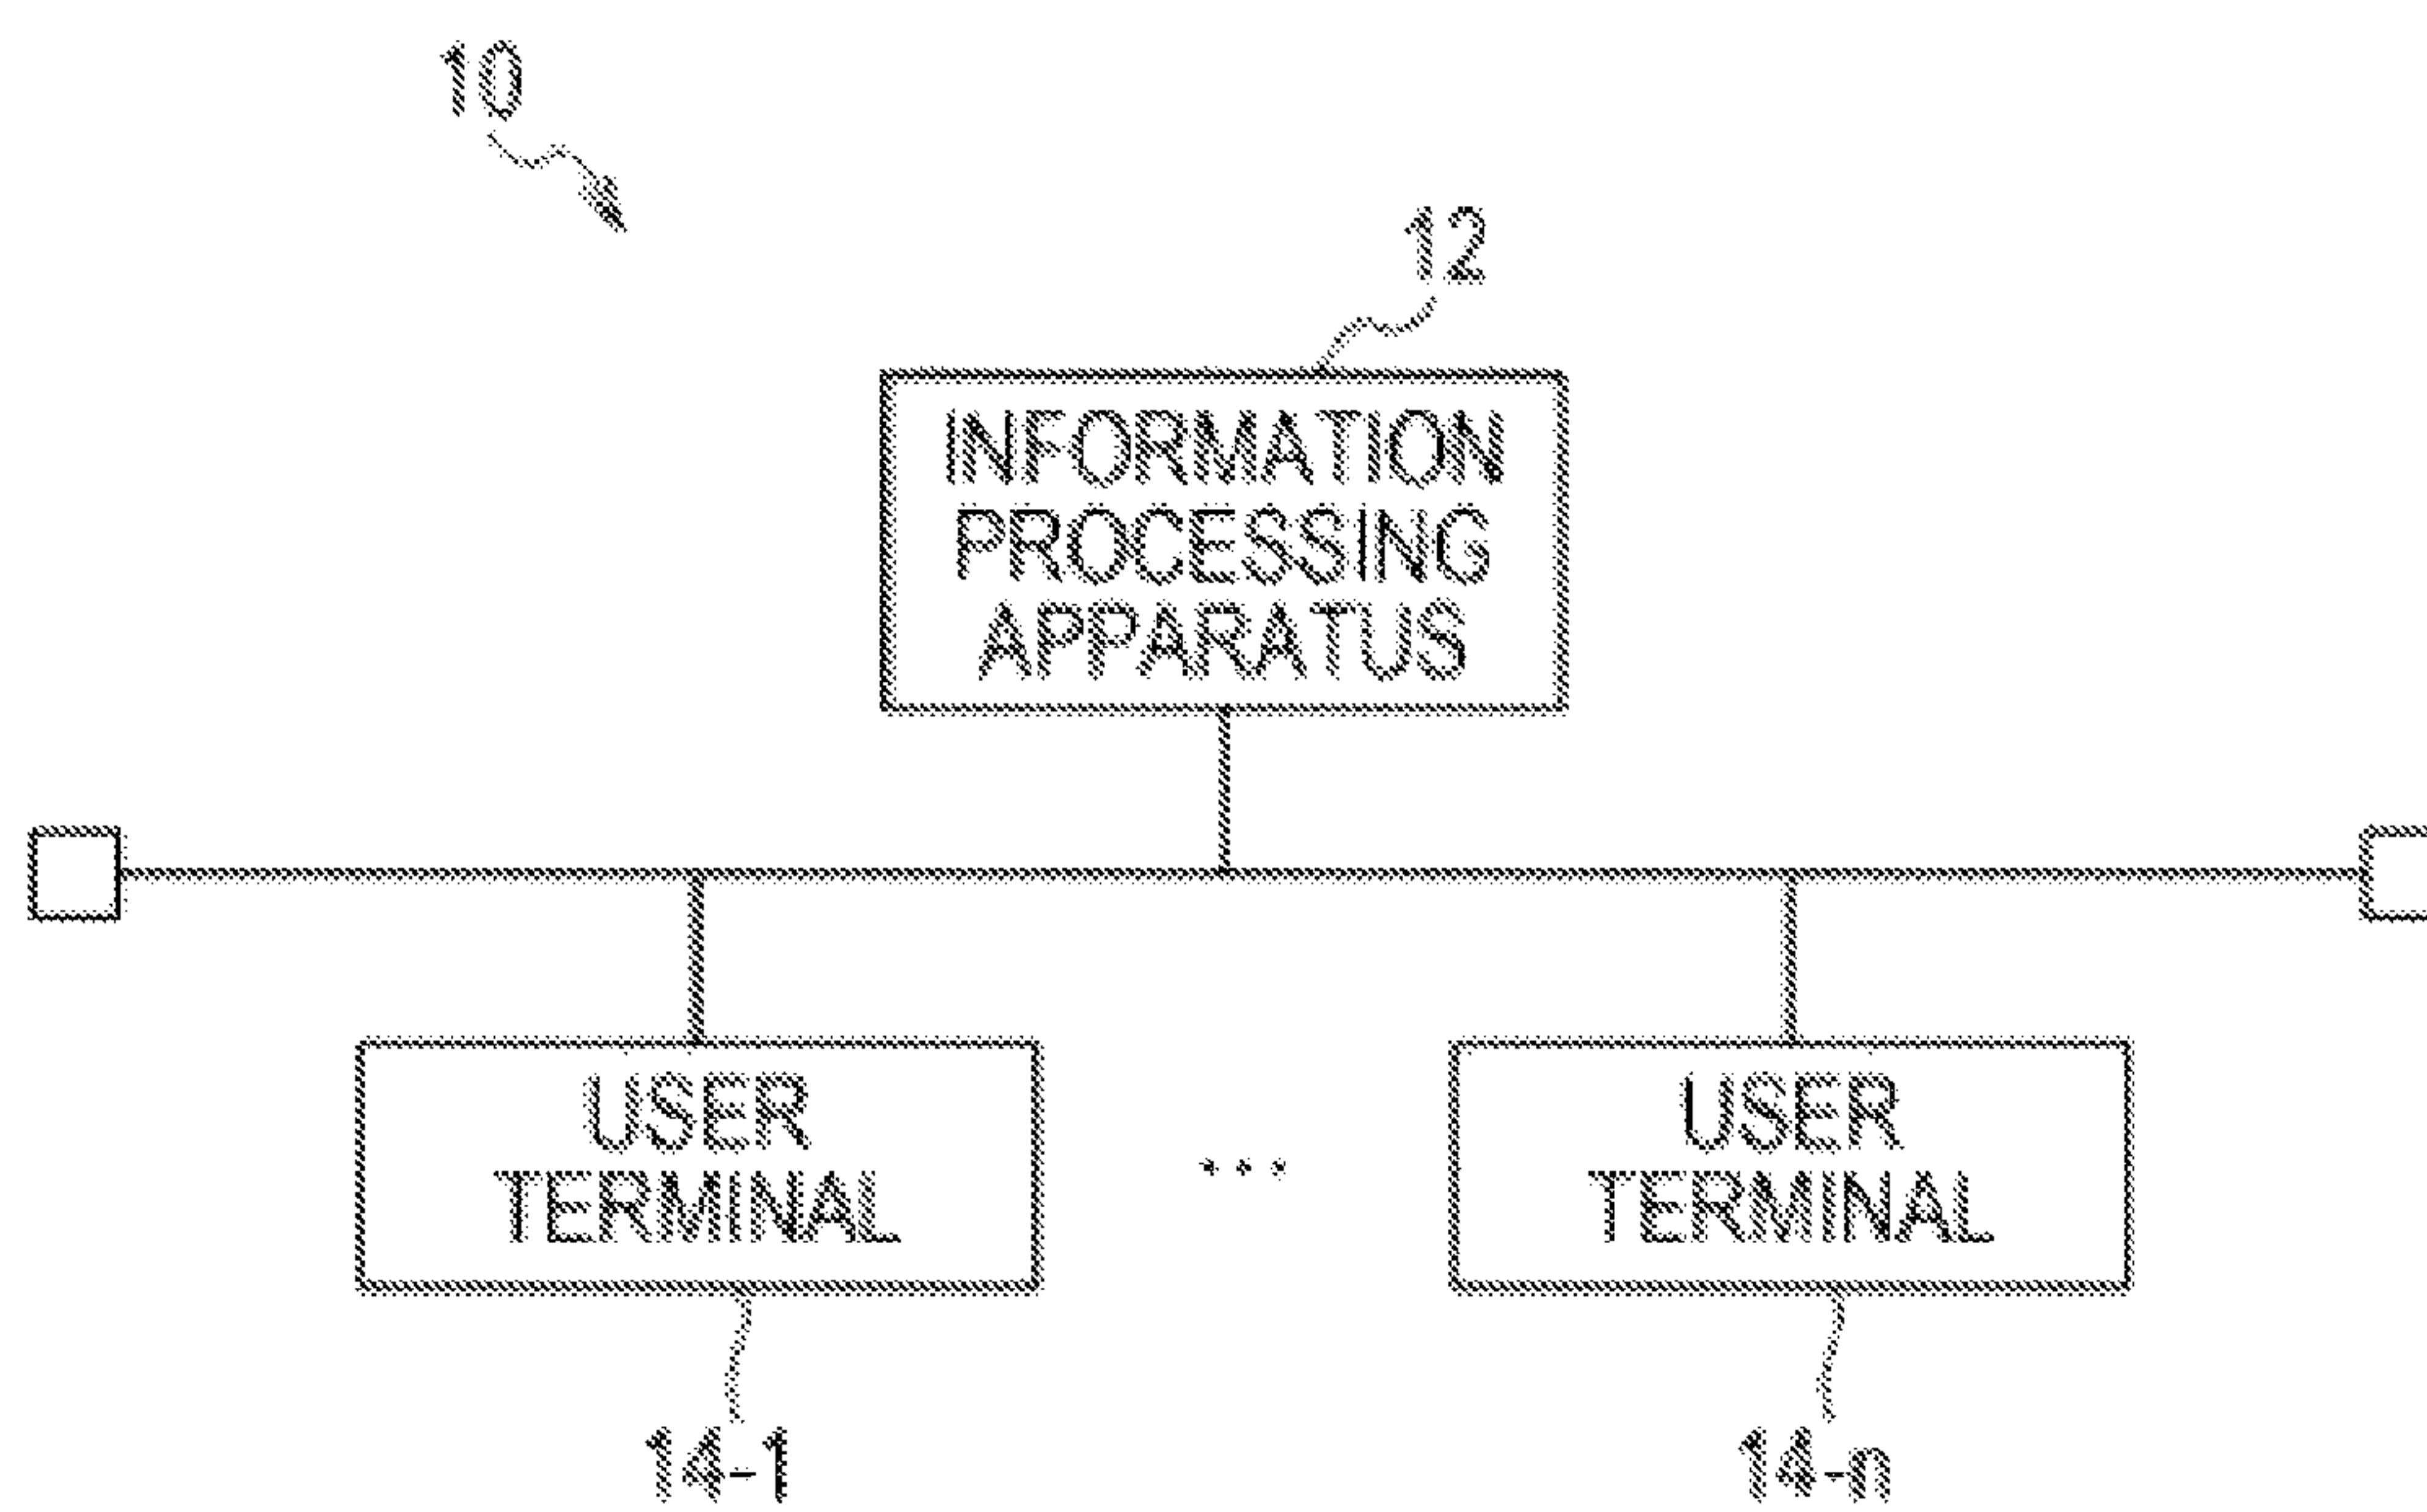 10
12
INFORMATION
PROCESSING
APPARATUS
USER
TERMINAL
...
USER
TERMINAL
14-1
14-n